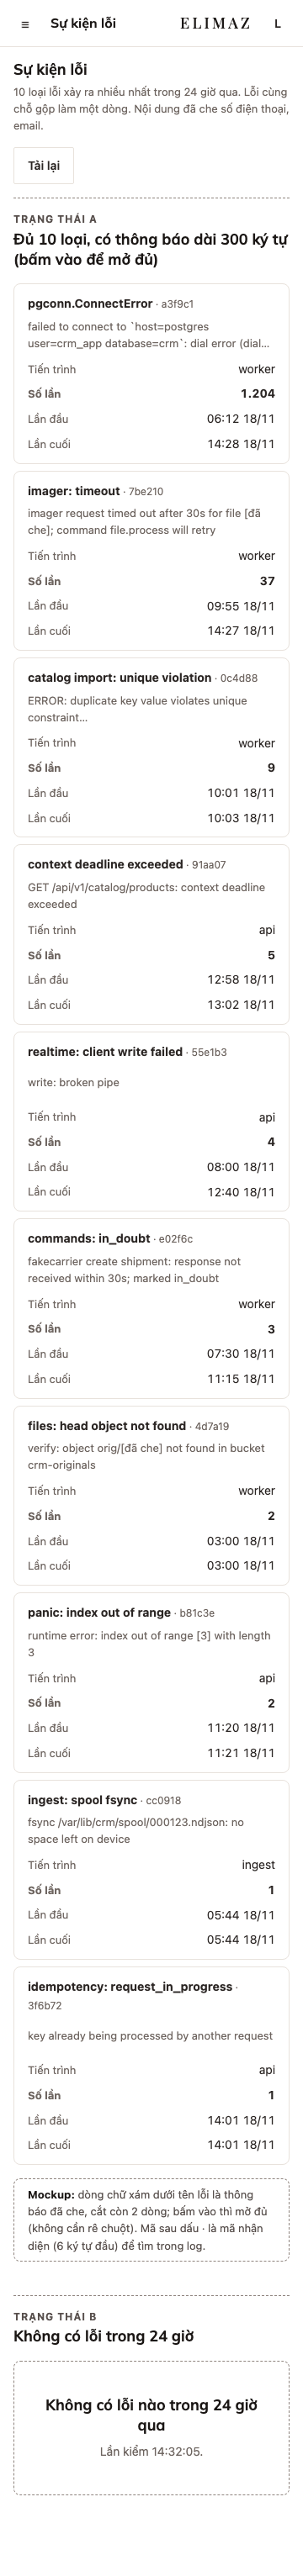 ≡ Sự kiện lỗi ELIMAZ L
Sự kiện lỗi
10 loại lỗi xảy ra nhiều nhất trong 24 giờ qua. Lỗi cùng
chỗ gộp làm một dòng. Nội dung đã che số điện thoại,
email.
Tải lại
TRẠNG THÁI A
Đủ 10 loại, có thông báo dài 300 ký tự
(bấm vào để mở đủ)
pgconn.ConnectError · a3f9c1
failed to connect to `host=postgres
user=crm_app database=crm`: dial error (dial…
Tiến trình worker
Số lần 1.204
Lần đầu 06:12 18/11
Lần cuối 14:28 18/11
imager: timeout · 7be210
imager request timed out after 30s for file [đã
che]; command file.process will retry
Tiến trình worker
Số lần 37
Lần đầu 09:55 18/11
Lần cuối 14:27 18/11
catalog import: unique violation · 0c4d88
ERROR: duplicate key value violates unique
constraint…
Tiến trình worker
Số lần 9
Lần đầu 10:01 18/11
Lần cuối 10:03 18/11
context deadline exceeded · 91aa07
GET /api/v1/catalog/products: context deadline
exceeded
Tiến trình api
Số lần 5
Lần đầu 12:58 18/11
Lần cuối 13:02 18/11
realtime: client write failed · 55e1b3
write: broken pipe
Tiến trình api
Số lần 4
Lần đầu 08:00 18/11
Lần cuối 12:40 18/11
commands: in_doubt · e02f6c
fakecarrier create shipment: response not
received within 30s; marked in_doubt
Tiến trình worker
Số lần 3
Lần đầu 07:30 18/11
Lần cuối 11:15 18/11
files: head object not found · 4d7a19
verify: object orig/[đã che] not found in bucket
crm-originals
Tiến trình worker
Số lần 2
Lần đầu 03:00 18/11
Lần cuối 03:00 18/11
panic: index out of range · b81c3e
runtime error: index out of range [3] with length
3
Tiến trình api
Số lần 2
Lần đầu 11:20 18/11
Lần cuối 11:21 18/11
ingest: spool fsync · cc0918
fsync /var/lib/crm/spool/000123.ndjson: no
space left on device
Tiến trình ingest
Số lần 1
Lần đầu 05:44 18/11
Lần cuối 05:44 18/11
idempotency: request_in_progress ·
3f6b72
key already being processed by another request
Tiến trình api
Số lần 1
Lần đầu 14:01 18/11
Lần cuối 14:01 18/11
Mockup: dòng chữ xám dưới tên lỗi là thông
báo đã che, cắt còn 2 dòng; bấm vào thì mở đủ
(không cần rê chuột). Mã sau dấu · là mã nhận
diện (6 ký tự đầu) để tìm trong log.
TRẠNG THÁI B
Không có lỗi trong 24 giờ
Không có lỗi nào trong 24 giờ
qua
Lần kiểm 14:32:05.